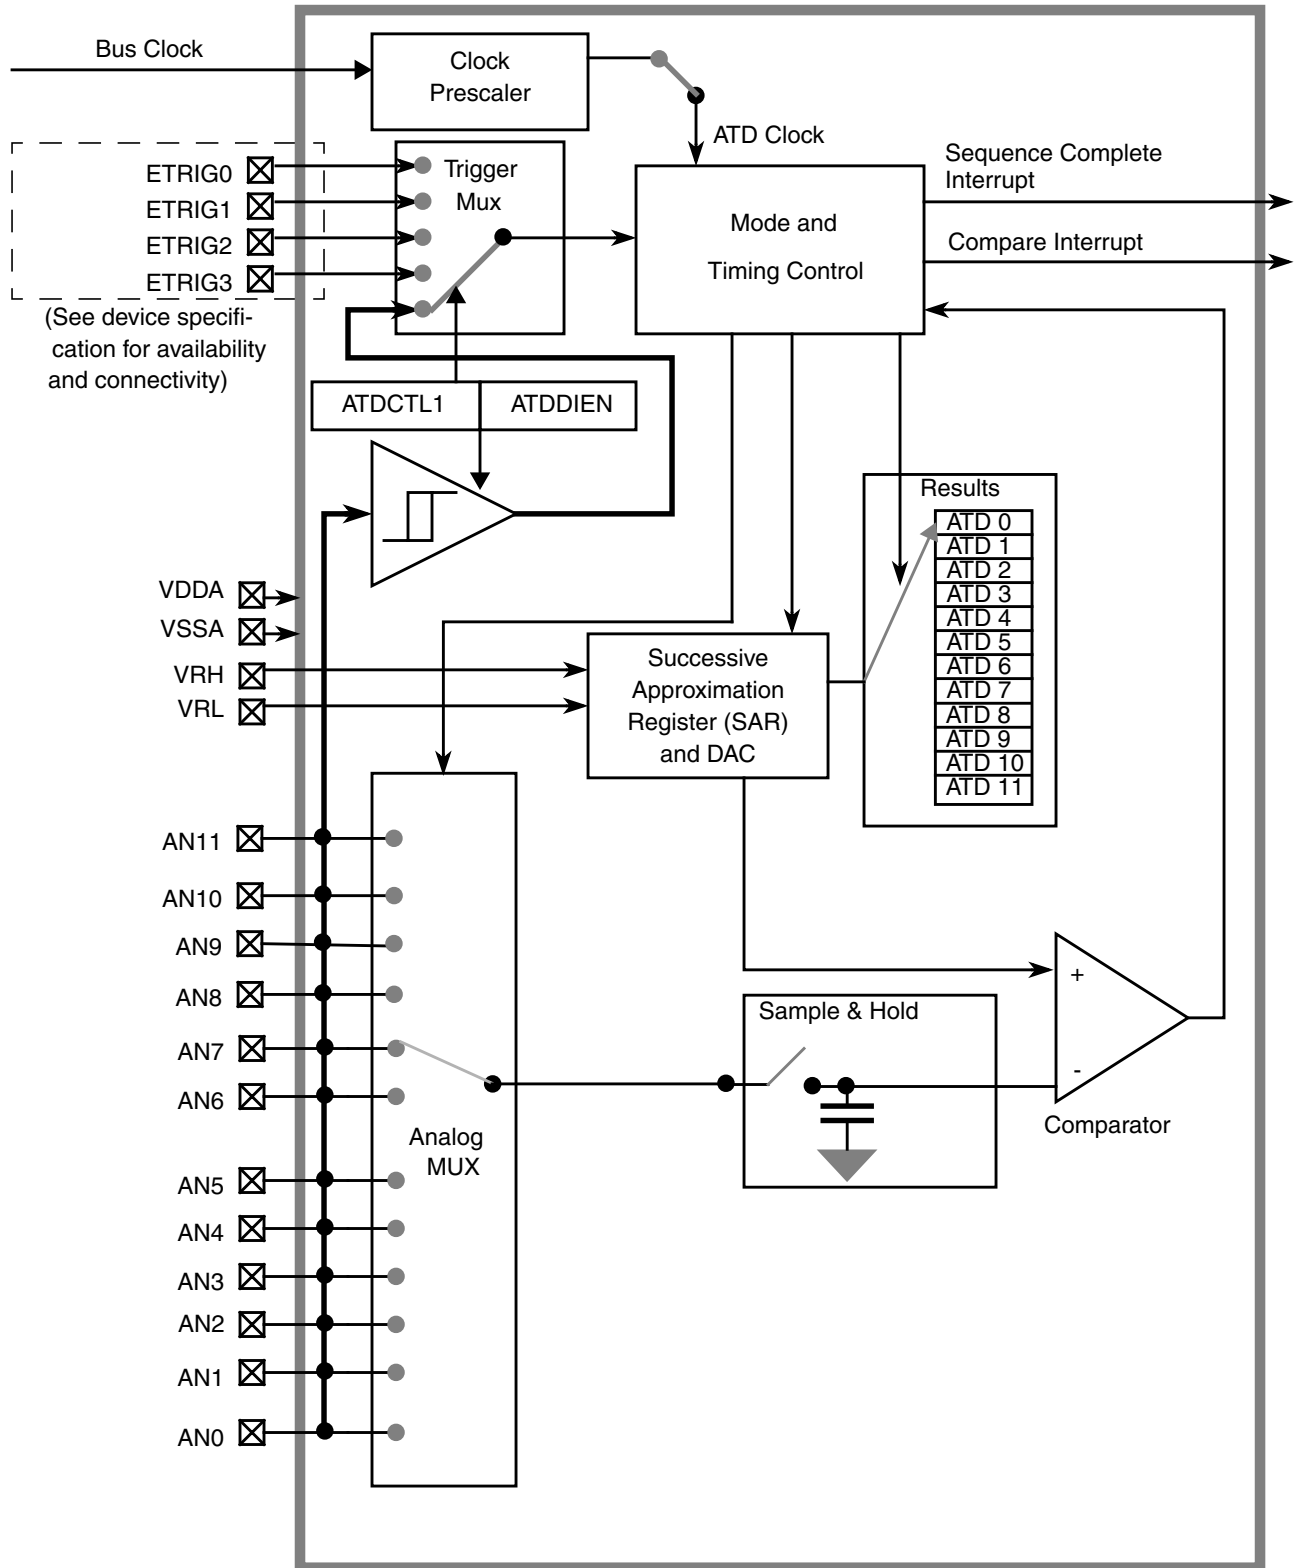 Bus Clock
Clock
Prescaler
ATD Clock
ETRIG0
ETRIG1
ETRIG2
ETRIG3
(See device specifi-
cation for availability
and connectivity)
Trigger
Mux
Mode and
Timing Control
Sequence Complete
Interrupt
Compare Interrupt
ATDCTL1
ATDDIEN
Results
ATD 0
ATD 1
ATD 2
ATD 3
ATD 4
ATD 5
ATD 6
ATD 7
ATD 8
ATD 9
ATD 10
ATD 11
VDDA
VSSA
VRH
VRL
Successive
Approximation
Register (SAR)
and DAC
AN11
AN10
AN9
AN8
AN7
AN6
AN5
AN4
AN3
AN2
AN1
AN0
Analog
MUX
Sample & Hold
+
-
Comparator